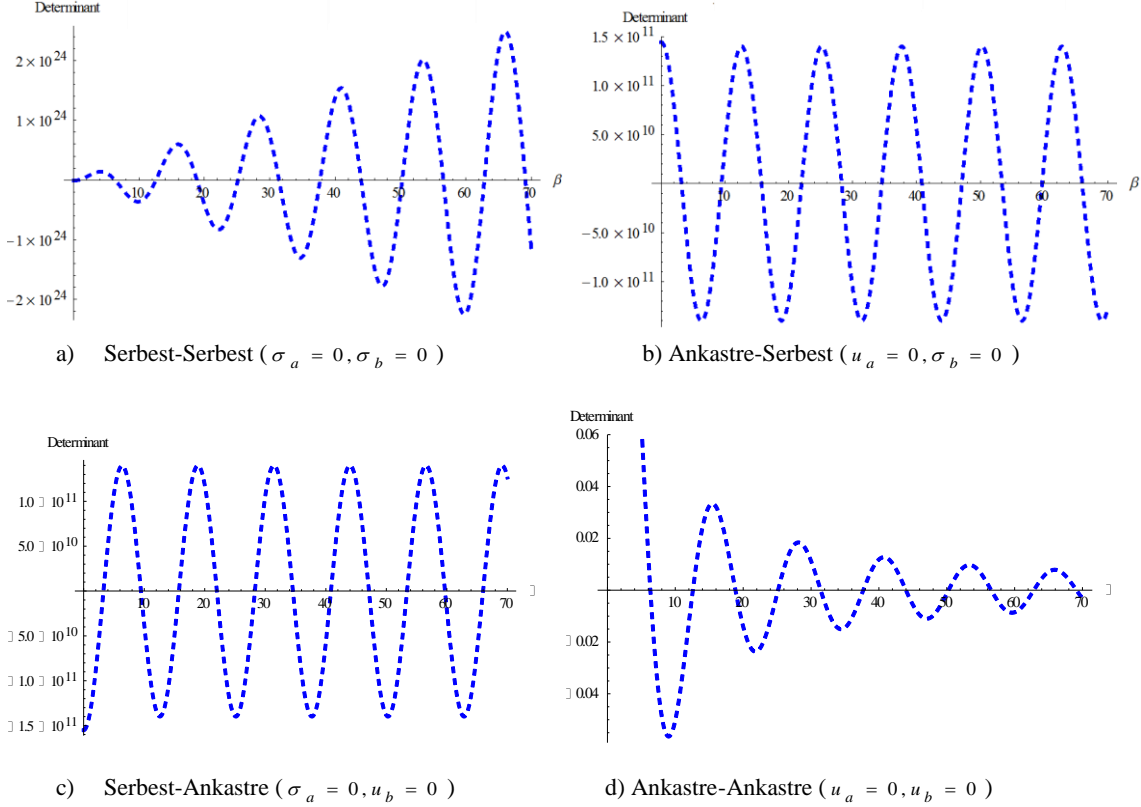 Determinant
2 × 10^24
1 × 10^24
−1 × 10^24
−2 × 10^24
10 20 30 40 50 60 70 β
a) Serbest-Serbest ( σ_a = 0, σ_b = 0 )
Determinant
1.5 × 10^11
1.0 × 10^11
5.0 × 10^10
−5.0 × 10^10
−1.0 × 10^11
10 20 30 40 50 60 70 β
b) Ankastre-Serbest ( u_a = 0, σ_b = 0 )
Determinant
1.0 □ 10^11
5.0 □ 10^10
□ 5.0 □ 10^10
□ 1.0 □ 10^11
□ 1.5 □ 10^11
10 20 30 40 50 60 70 □
c) Serbest-Ankastre ( σ_a = 0, u_b = 0 )
Determinant
0.06
0.04
0.02
□ 0.02
□ 0.04
10 20 30 40 50 60 70 □
d) Ankastre-Ankastre ( u_a = 0, u_b = 0 )